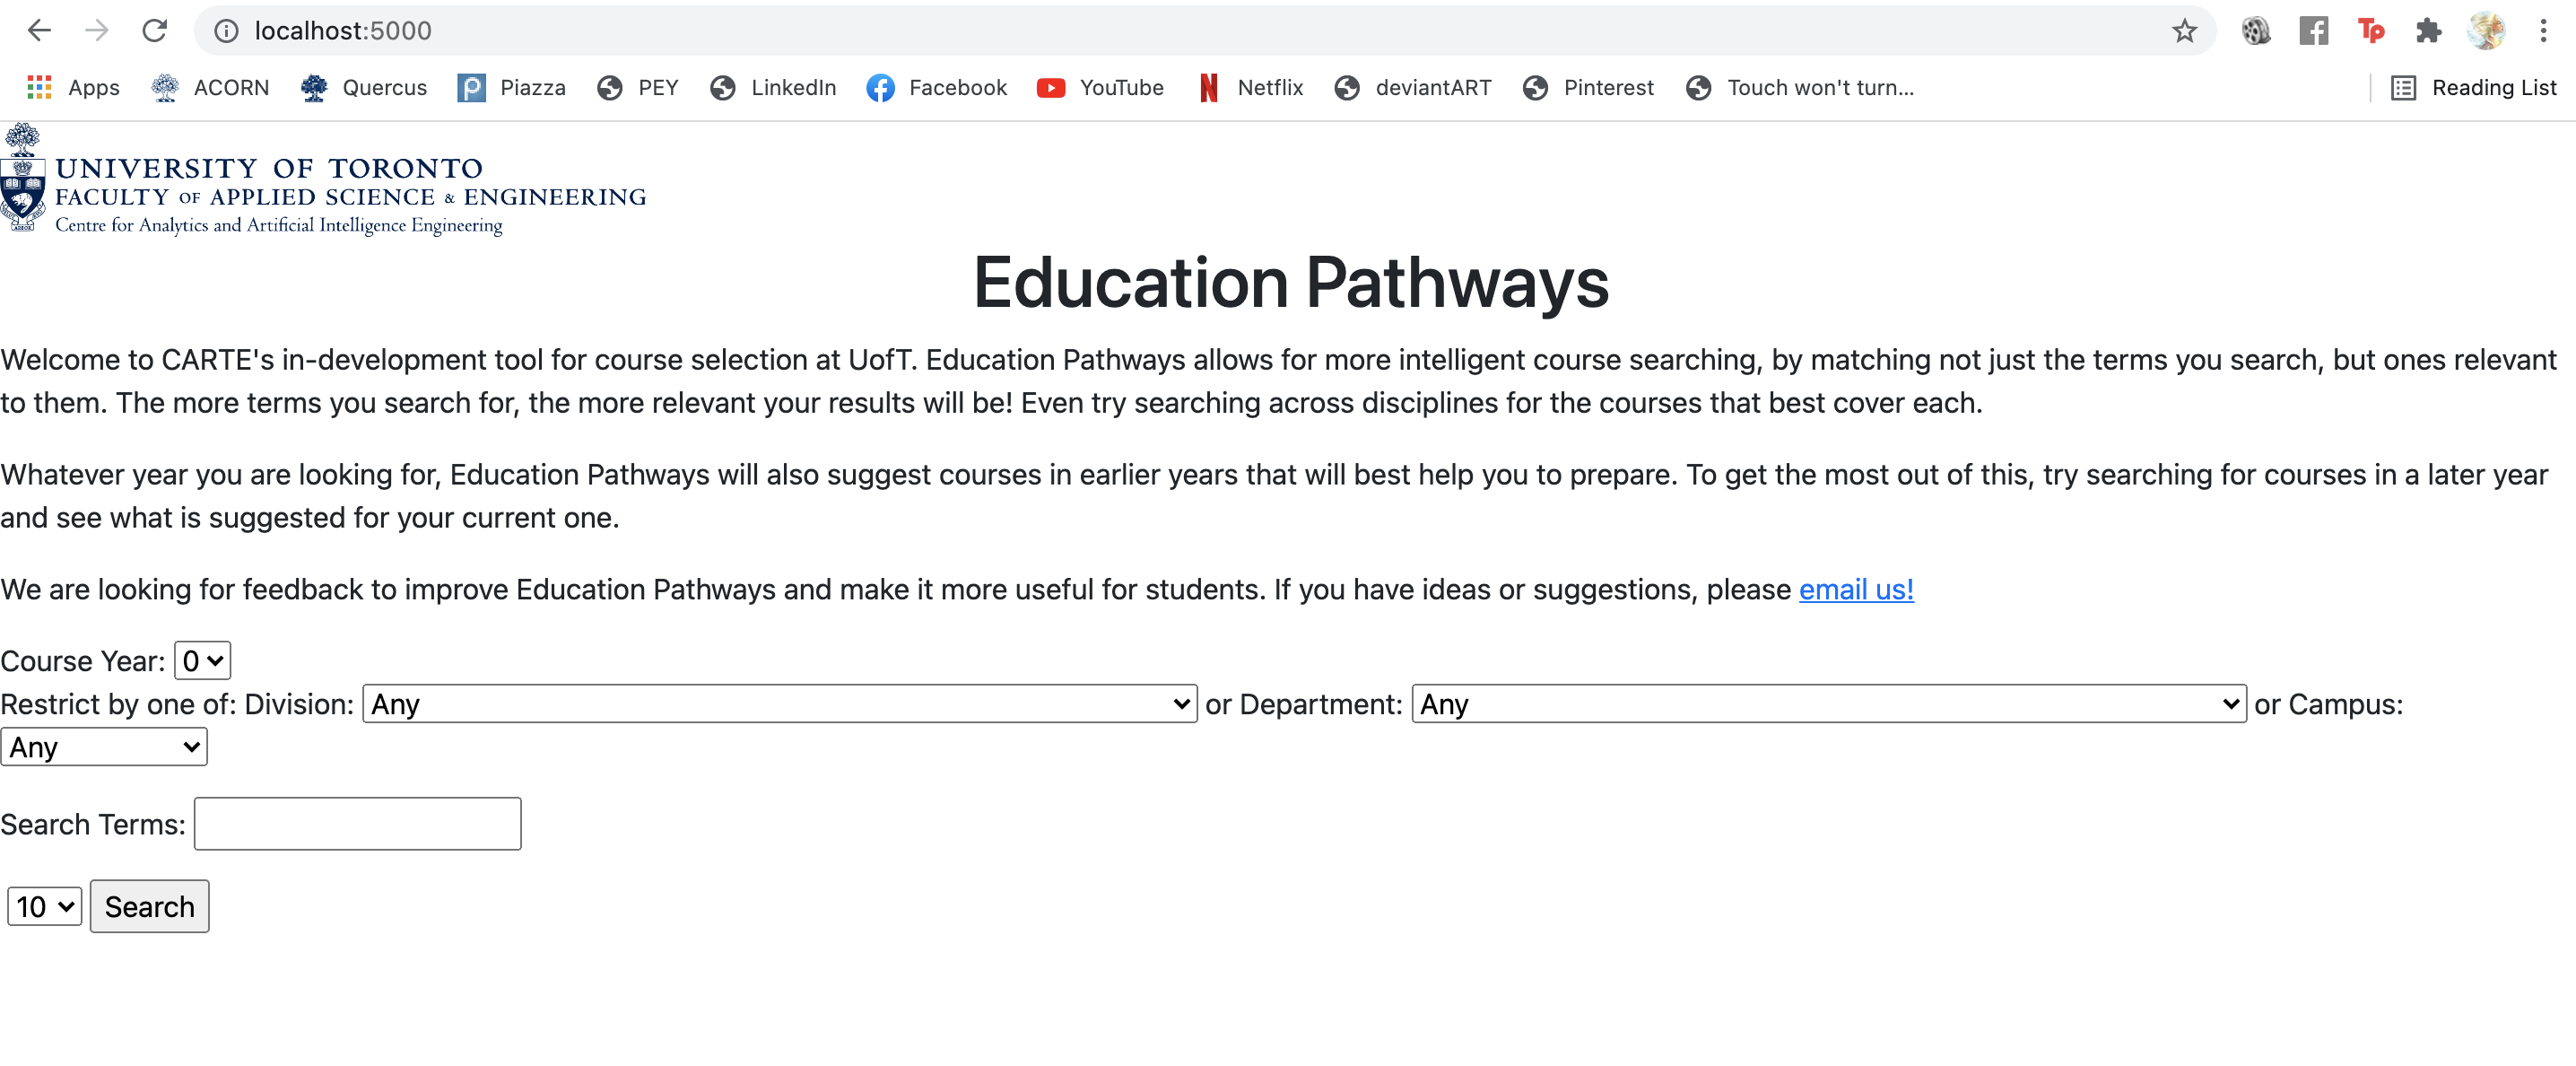 localhost:5000
Apps ACORN Quercus Piazza PEY LinkedIn Facebook YouTube Netflix deviantART Pinterest Touch won't turn... Reading List
UNIVERSITY OF TORONTO
FACULTY OF APPLIED SCIENCE & ENGINEERING
Centre for Analytics and Artificial Intelligence Engineering
Education Pathways
Welcome to CARTE's in-development tool for course selection at UofT. Education Pathways allows for more intelligent course searching, by matching not just the terms you search, but ones relevant
to them. The more terms you search for, the more relevant your results will be! Even try searching across disciplines for the courses that best cover each.
Whatever year you are looking for, Education Pathways will also suggest courses in earlier years that will best help you to prepare. To get the most out of this, try searching for courses in a later year
and see what is suggested for your current one.
We are looking for feedback to improve Education Pathways and make it more useful for students. If you have ideas or suggestions, please email us!
Course Year: 0
Restrict by one of: Division: Any or Department: Any or Campus:
Any
Search Terms:
10 Search